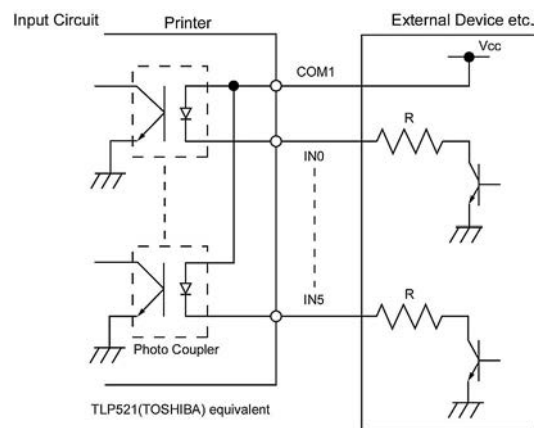 Input Circuit
Printer
External Device etc.
Vcc
COM1
R
IN0
R
IN5
Photo Coupler
TLP521(TOSHIBA) equivalent